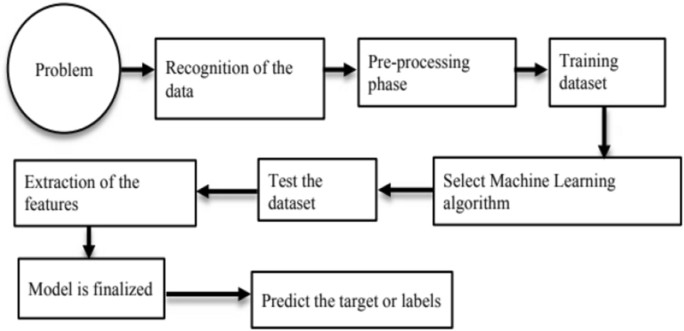 Problem
Recognition of the
data
Pre-processing
phase
Training
dataset
Select Machine Learning
algorithm
Test the
dataset
Extraction of the
features
Model is finalized
Predict the target or labels